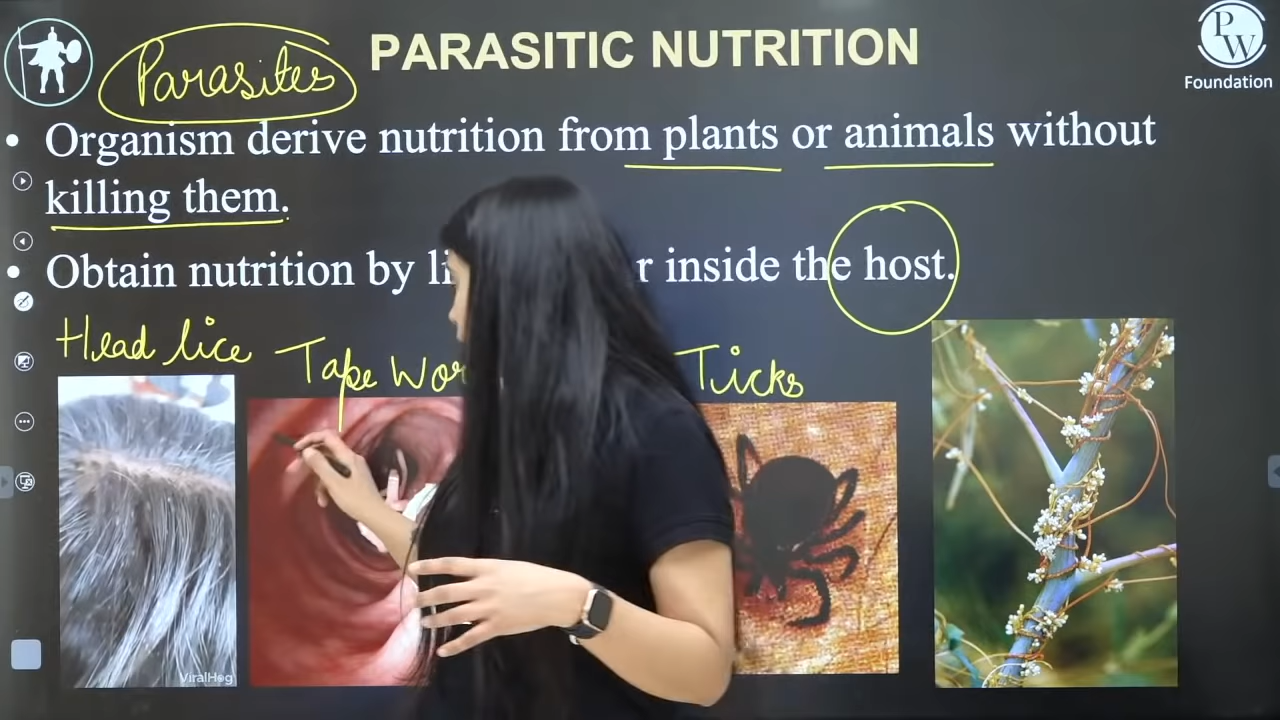 Parasites
PARASITIC NUTRITION
PW
Foundation
• Organism derive nutrition from plants or animals without
killing them.
• Obtain nutrition by li r inside the host.
Head lice
Tape Wor
Ticks
ViralHog